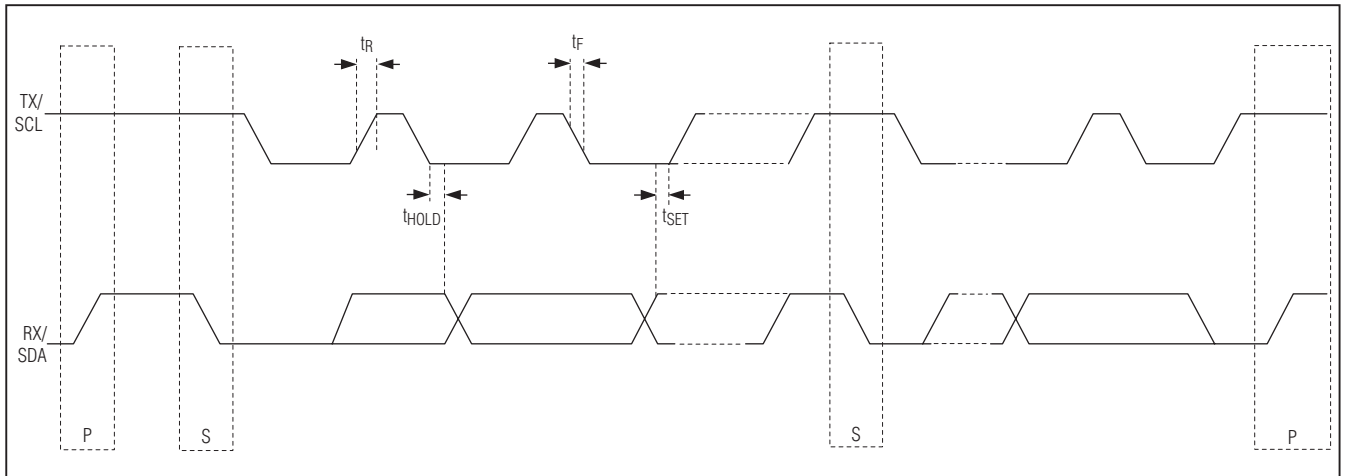 tR
tF
TX/
SCL
tHOLD
tSET
RX/
SDA
P
S
S
P